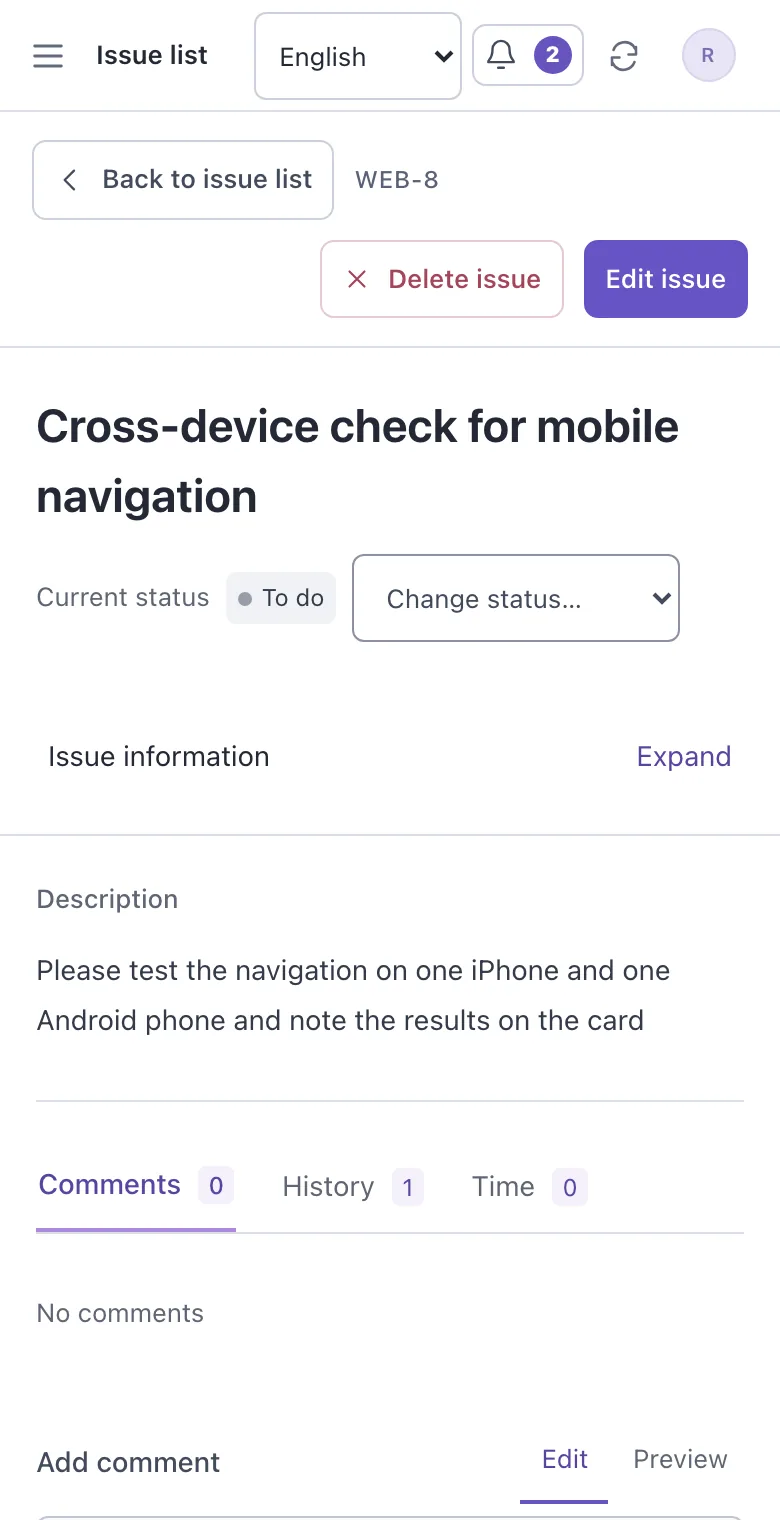 Issue list
English
2
R
Back to issue list
WEB-8
Delete issue
Edit issue
Cross-device check for mobile
navigation
Current status
To do
Change status...
Issue information
Expand
Description
Please test the navigation on one iPhone and one
Android phone and note the results on the card
Comments 0
History 1
Time 0
No comments
Add comment
Edit
Preview